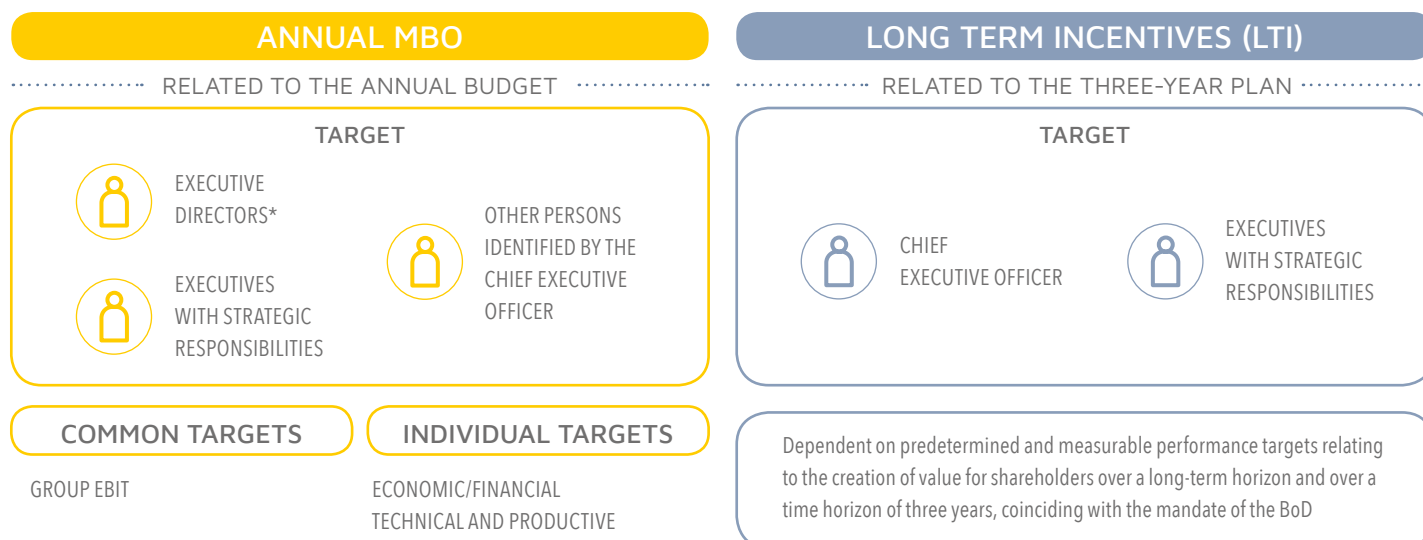 ANNUAL MBO
RELATED TO THE ANNUAL BUDGET
TARGET
EXECUTIVE
DIRECTORS*
EXECUTIVES
WITH STRATEGIC
RESPONSIBILITIES
OTHER PERSONS
IDENTIFIED BY THE
CHIEF EXECUTIVE
OFFICER
COMMON TARGETS
GROUP EBIT
INDIVIDUAL TARGETS
ECONOMIC/FINANCIAL
TECHNICAL AND PRODUCTIVE
LONG TERM INCENTIVES (LTI)
RELATED TO THE THREE-YEAR PLAN
TARGET
CHIEF
EXECUTIVE OFFICER
EXECUTIVES
WITH STRATEGIC
RESPONSIBILITIES
Dependent on predetermined and measurable performance targets relating
to the creation of value for shareholders over a long-term horizon and over a
time horizon of three years, coinciding with the mandate of the BoD